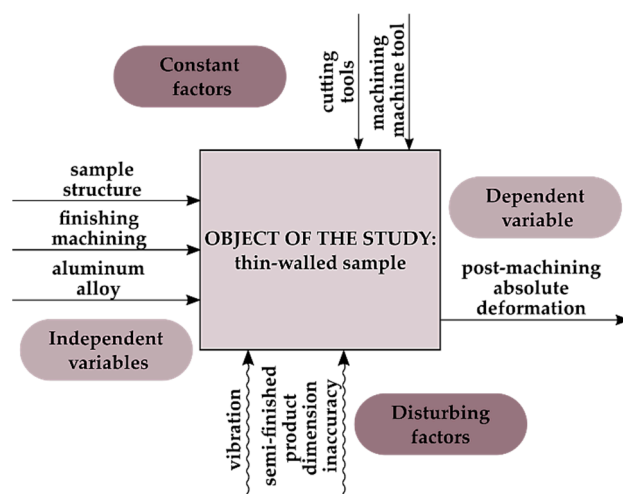 Constant
factors
cutting
tools
machining
machine tool
sample
structure
finishing
machining
aluminum
alloy
OBJECT OF THE STUDY:
thin-walled sample
Dependent
variable
post-machining
absolute
deformation
Independent
variables
vibration
semi-finished
product
dimension
inaccuracy
Disturbing
factors